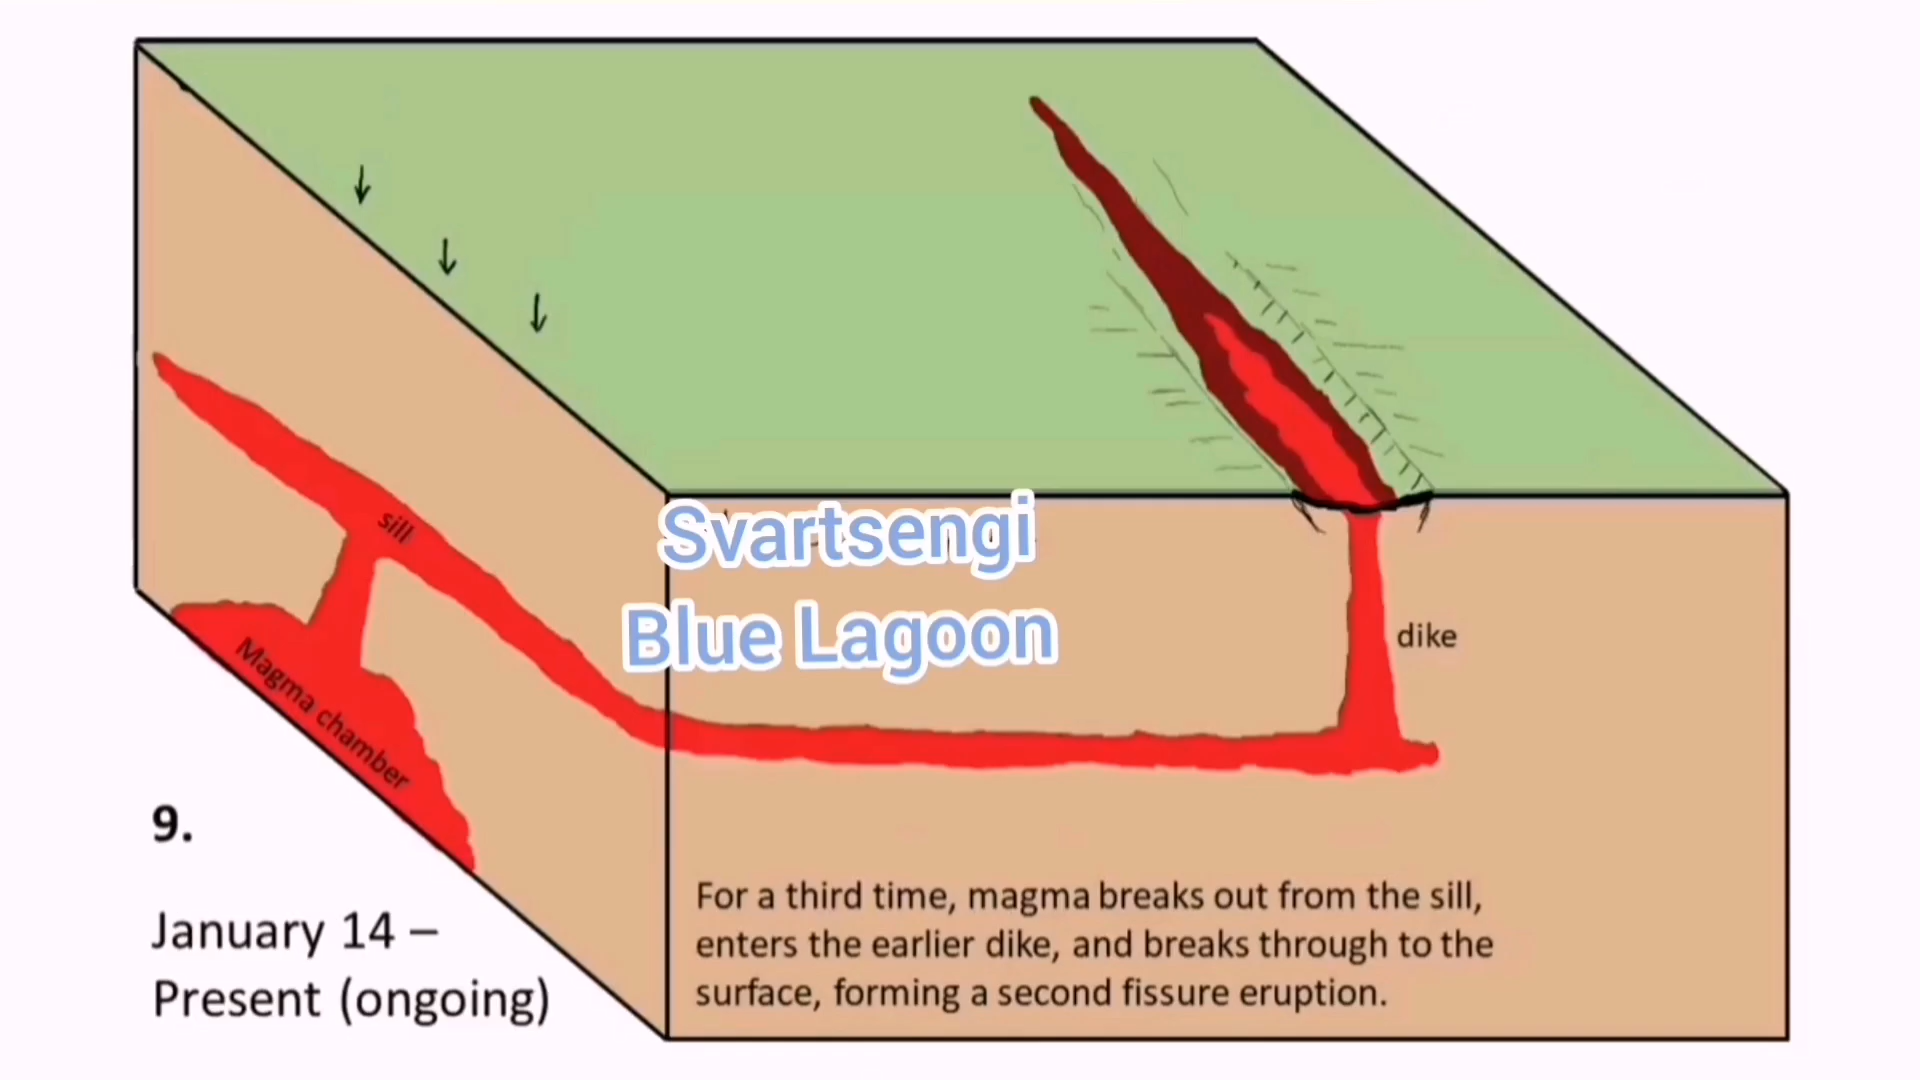 sill
Svartsengi
Blue Lagoon
dike
Magma chamber
9.
January 14 –
Present (ongoing)
For a third time, magma breaks out from the sill,
enters the earlier dike, and breaks through to the
surface, forming a second fissure eruption.